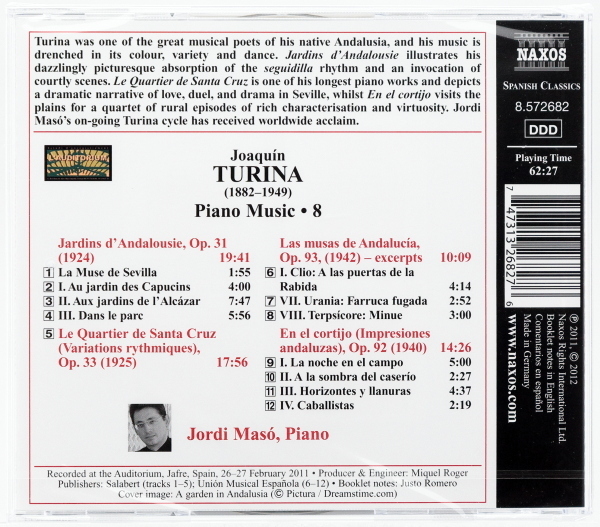 Turina was one of the great musical poets of his native Andalusia, and his music is
drenched in its colour, variety and dance. Jardins d'Andalousie illustrates his
dazzlingly picturesque absorption of the seguidilla rhythm and an invocation of
courtly scenes. Le Quartier de Santa Cruz is one of his longest piano works and depicts
a dramatic narrative of love, duel, and drama in Seville, whilst En el cortijo visits the
plains for a quartet of rural episodes of rich characterisation and virtuosity. Jordi
Masó's on-going Turina cycle has received worldwide acclaim.
NAXOS
SPANISH CLASSICS
8.572682
DDD
Playing Time
62:27
L'AUDITORIUM
Joaquín
TURINA
(1882–1949)
Piano Music • 8
Jardins d'Andalousie, Op. 31
(1924) 19:41
1 La Muse de Sevilla 1:55
2 I. Au jardin des Capucins 4:00
3 II. Aux jardins de l'Alcázar 7:47
4 III. Dans le parc 5:56
5 Le Quartier de Santa Cruz
(Variations rythmiques),
Op. 33 (1925) 17:56
Las musas de Andalucía,
Op. 93, (1942) – excerpts 10:09
6 I. Clio: A las puertas de la
Rabida 4:14
7 VII. Urania: Farruca fugada 2:52
8 VIII. Terpsícore: Minue 3:00
En el cortijo (Impresiones
andaluzas), Op. 92 (1940) 14:26
9 I. La noche en el campo 5:00
10 II. A la sombra del caserío 2:27
11 III. Horizontes y llanuras 4:37
12 IV. Caballistas 2:19
Jordi Masó, Piano
7 47313 26827 6
℗ 2011, © 2012
Naxos Rights International Ltd.
Booklet notes in English
Comentarios en español
Made in Germany
www.naxos.com
Recorded at the Auditorium, Jafre, Spain, 26–27 February 2011 • Producer & Engineer: Miquel Roger
Publishers: Salabert (tracks 1–5); Unión Musical Española (6–12) • Booklet notes: Justo Romero
Cover image: A garden in Andalusia (© Pictura / Dreamstime.com)